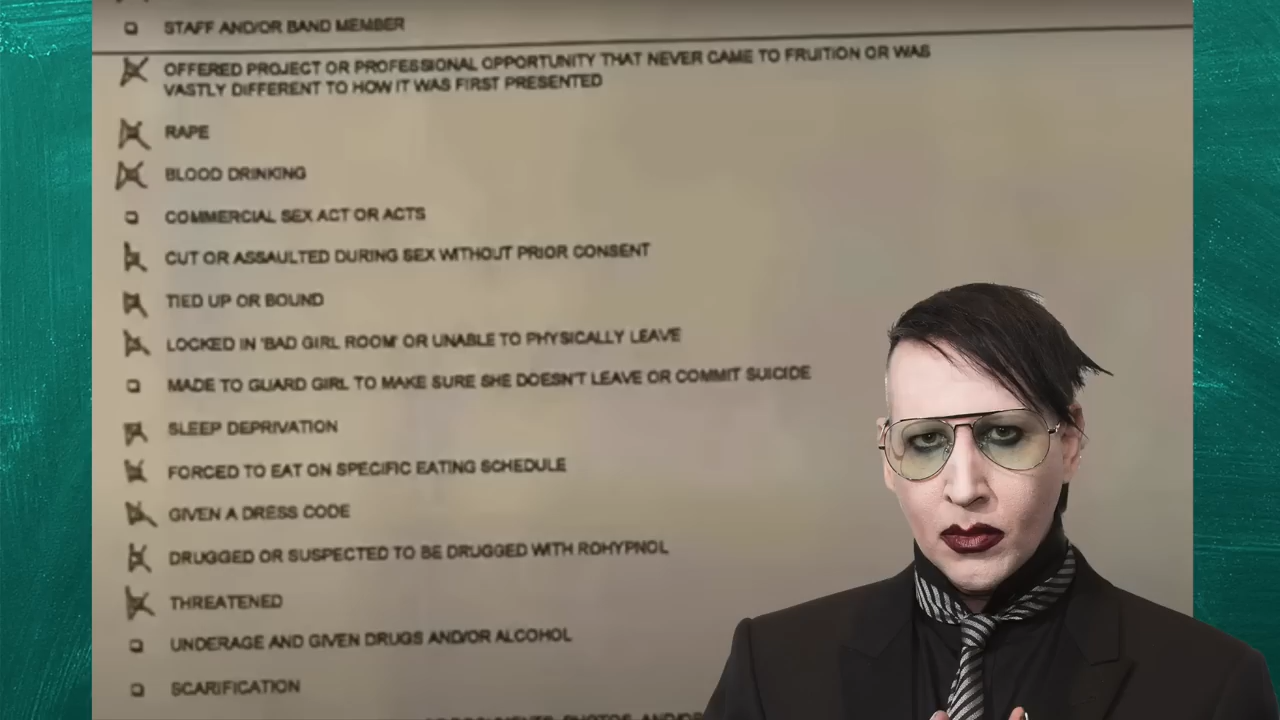 STAFF AND/OR BAND MEMBER
OFFERED PROJECT OR PROFESSIONAL OPPORTUNITY THAT NEVER CAME TO FRUITION OR WAS
VASTLY DIFFERENT TO HOW IT WAS FIRST PRESENTED
RAPE
BLOOD DRINKING
COMMERCIAL SEX ACT OR ACTS
CUT OR ASSAULTED DURING SEX WITHOUT PRIOR CONSENT
TIED UP OR BOUND
LOCKED IN 'BAD GIRL ROOM' OR UNABLE TO PHYSICALLY LEAVE
MADE TO GUARD GIRL TO MAKE SURE SHE DOESN'T LEAVE OR COMMIT SUICIDE
SLEEP DEPRIVATION
FORCED TO EAT ON SPECIFIC EATING SCHEDULE
GIVEN A DRESS CODE
DRUGGED OR SUSPECTED TO BE DRUGGED WITH ROHYPNOL
THREATENED
UNDERAGE AND GIVEN DRUGS AND/OR ALCOHOL
SCARIFICATION